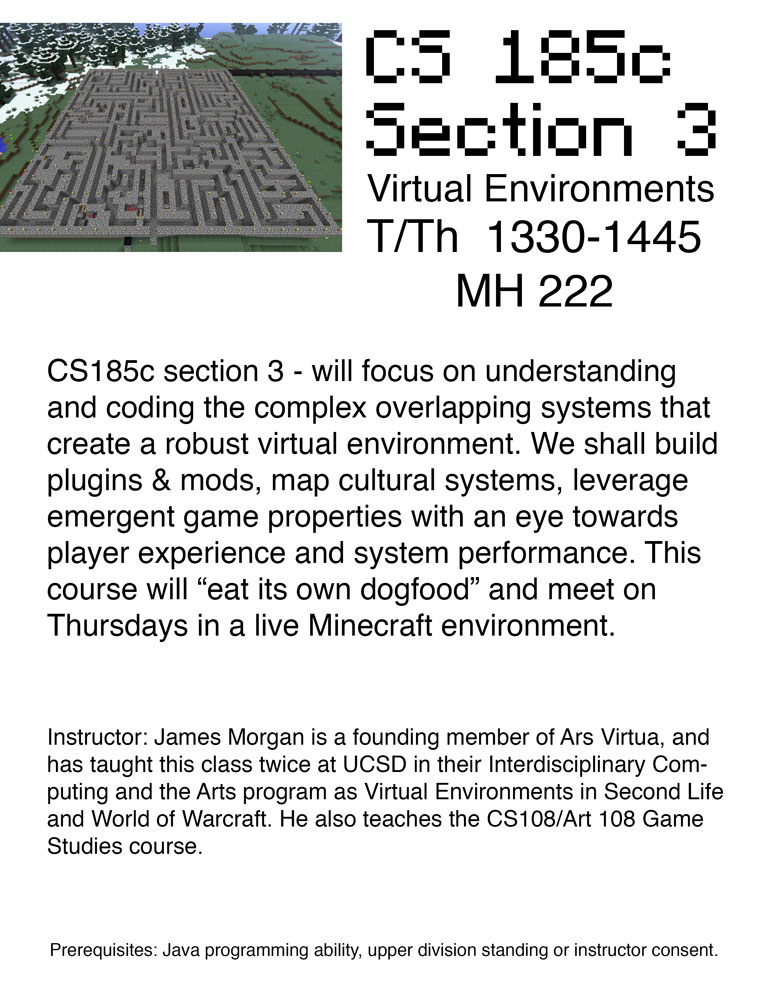 CS 185c
Section 3
Virtual Environments
T/Th 1330-1445
MH 222
CS185c section 3 - will focus on understanding
and coding the complex overlapping systems that
create a robust virtual environment. We shall build
plugins & mods, map cultural systems, leverage
emergent game properties with an eye towards
player experience and system performance. This
course will “eat its own dogfood” and meet on
Thursdays in a live Minecraft environment.
Instructor: James Morgan is a founding member of Ars Virtua, and
has taught this class twice at UCSD in their Interdisciplinary Com-
puting and the Arts program as Virtual Environments in Second Life
and World of Warcraft. He also teaches the CS108/Art 108 Game
Studies course.
Prerequisites: Java programming ability, upper division standing or instructor consent.